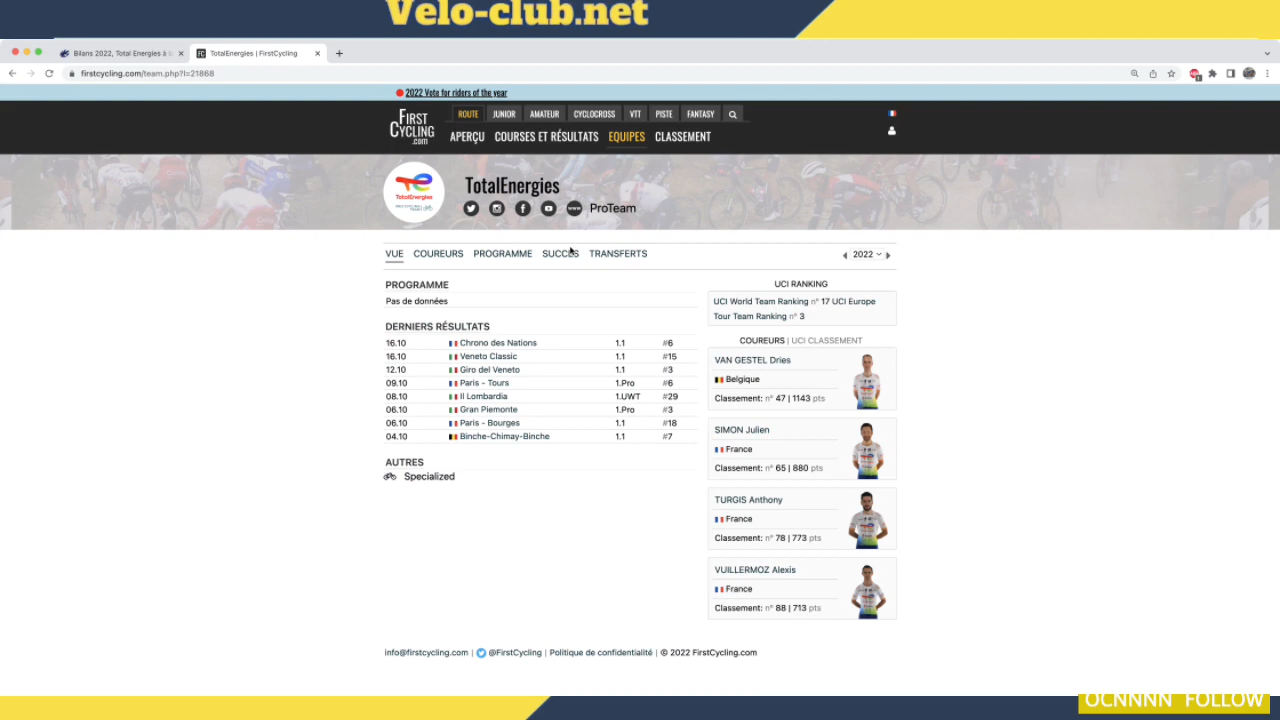 Velo-club.net
Bilans 2022, Total Energies à l
TotalEnergies | FirstCycling
firstcycling.com/team.php?l=21868
2022 Vote for riders of the year
FIRST CYCLING .com
ROUTE JUNIOR AMATEUR CYCLOCROSS VTT PISTE FANTASY
APERÇU COURSES ET RÉSULTATS EQUIPES CLASSEMENT
TotalEnergies
TotalEnergies
www ProTeam
VUE COUREURS PROGRAMME SUCCÈS TRANSFERTS 2022
PROGRAMME
Pas de données
DERNIERS RÉSULTATS
16.10 Chrono des Nations 1.1 #6
16.10 Veneto Classic 1.1 #15
12.10 Giro del Veneto 1.1 #3
09.10 Paris - Tours 1.Pro #6
08.10 Il Lombardia 1.UWT #29
06.10 Gran Piemonte 1.Pro #3
06.10 Paris - Bourges 1.1 #18
04.10 Binche-Chimay-Binche 1.1 #7
AUTRES
Specialized
UCI RANKING
UCI World Team Ranking n° 17 UCI Europe
Tour Team Ranking n° 3
COUREURS | UCI CLASSEMENT
VAN GESTEL Dries
Belgique
Classement: n° 47 | 1143 pts
SIMON Julien
France
Classement: n° 65 | 880 pts
TURGIS Anthony
France
Classement: n° 78 | 773 pts
VUILLERMOZ Alexis
France
Classement: n° 88 | 713 pts
info@firstcycling.com | @FirstCycling | Politique de confidentialité | © 2022 FirstCycling.com
OCNNNN FOLLOW